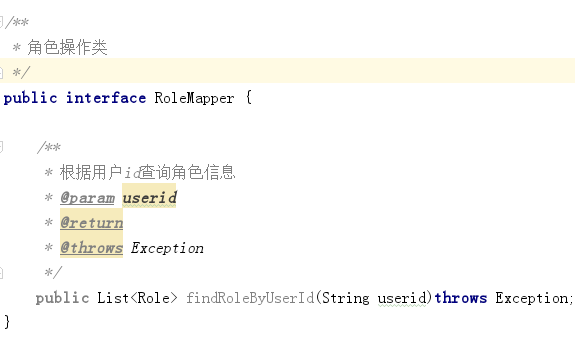 /**
* 角色操作类
*/
public interface RoleMapper {
/**
* 根据用户id查询角色信息
* @param userid
* @return
* @throws Exception
*/
public List<Role> findRoleByUserId(String userid)throws Exception;
}